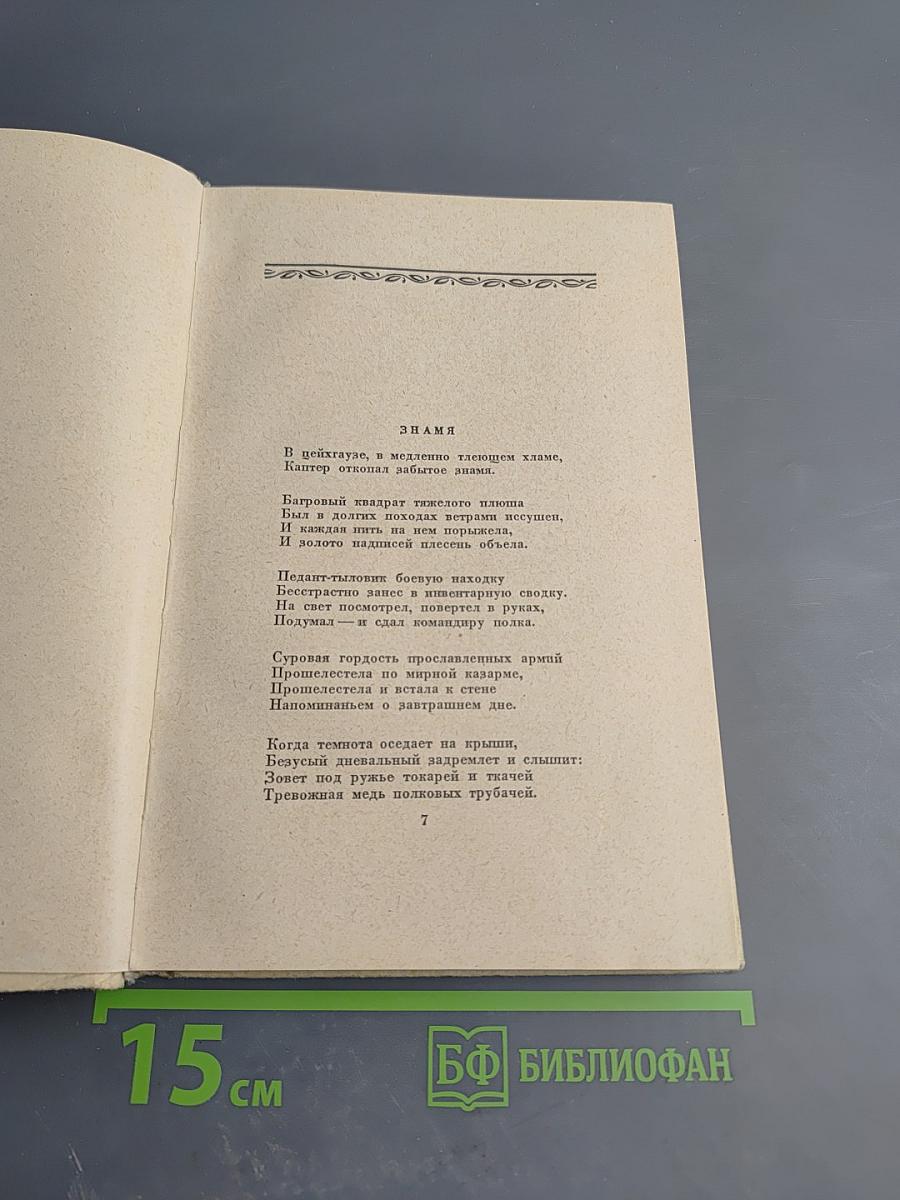 ЗНАМЯ
В цейхгаузе, в медленно тлеющем хламе,
Каптер откопал забытое знамя.
Багровый квадрат тяжелого плюша
Был в долгих походах ветрами иссушен,
И каждая нить на нем порыжела,
И золото надписей плесень объела.
Педант-тыловик боевую находку
Бесстрастно занес в инвентарную сводку.
На свет посмотрел, повертел в руках,
Подумал — и сдал командиру полка.
Суровая гордость прославленных армий
Прошелестела по мирной казарме,
Прошелестела и встала к стене
Напоминаньем о завтрашнем дне.
Когда темнота оседает на крыши,
Безусый дневальный задремлет и слышит:
Зовет под ружье токарей и ткачей
Тревожная медь полковых трубачей.
7
15 см
БФ БИБЛИОФАН